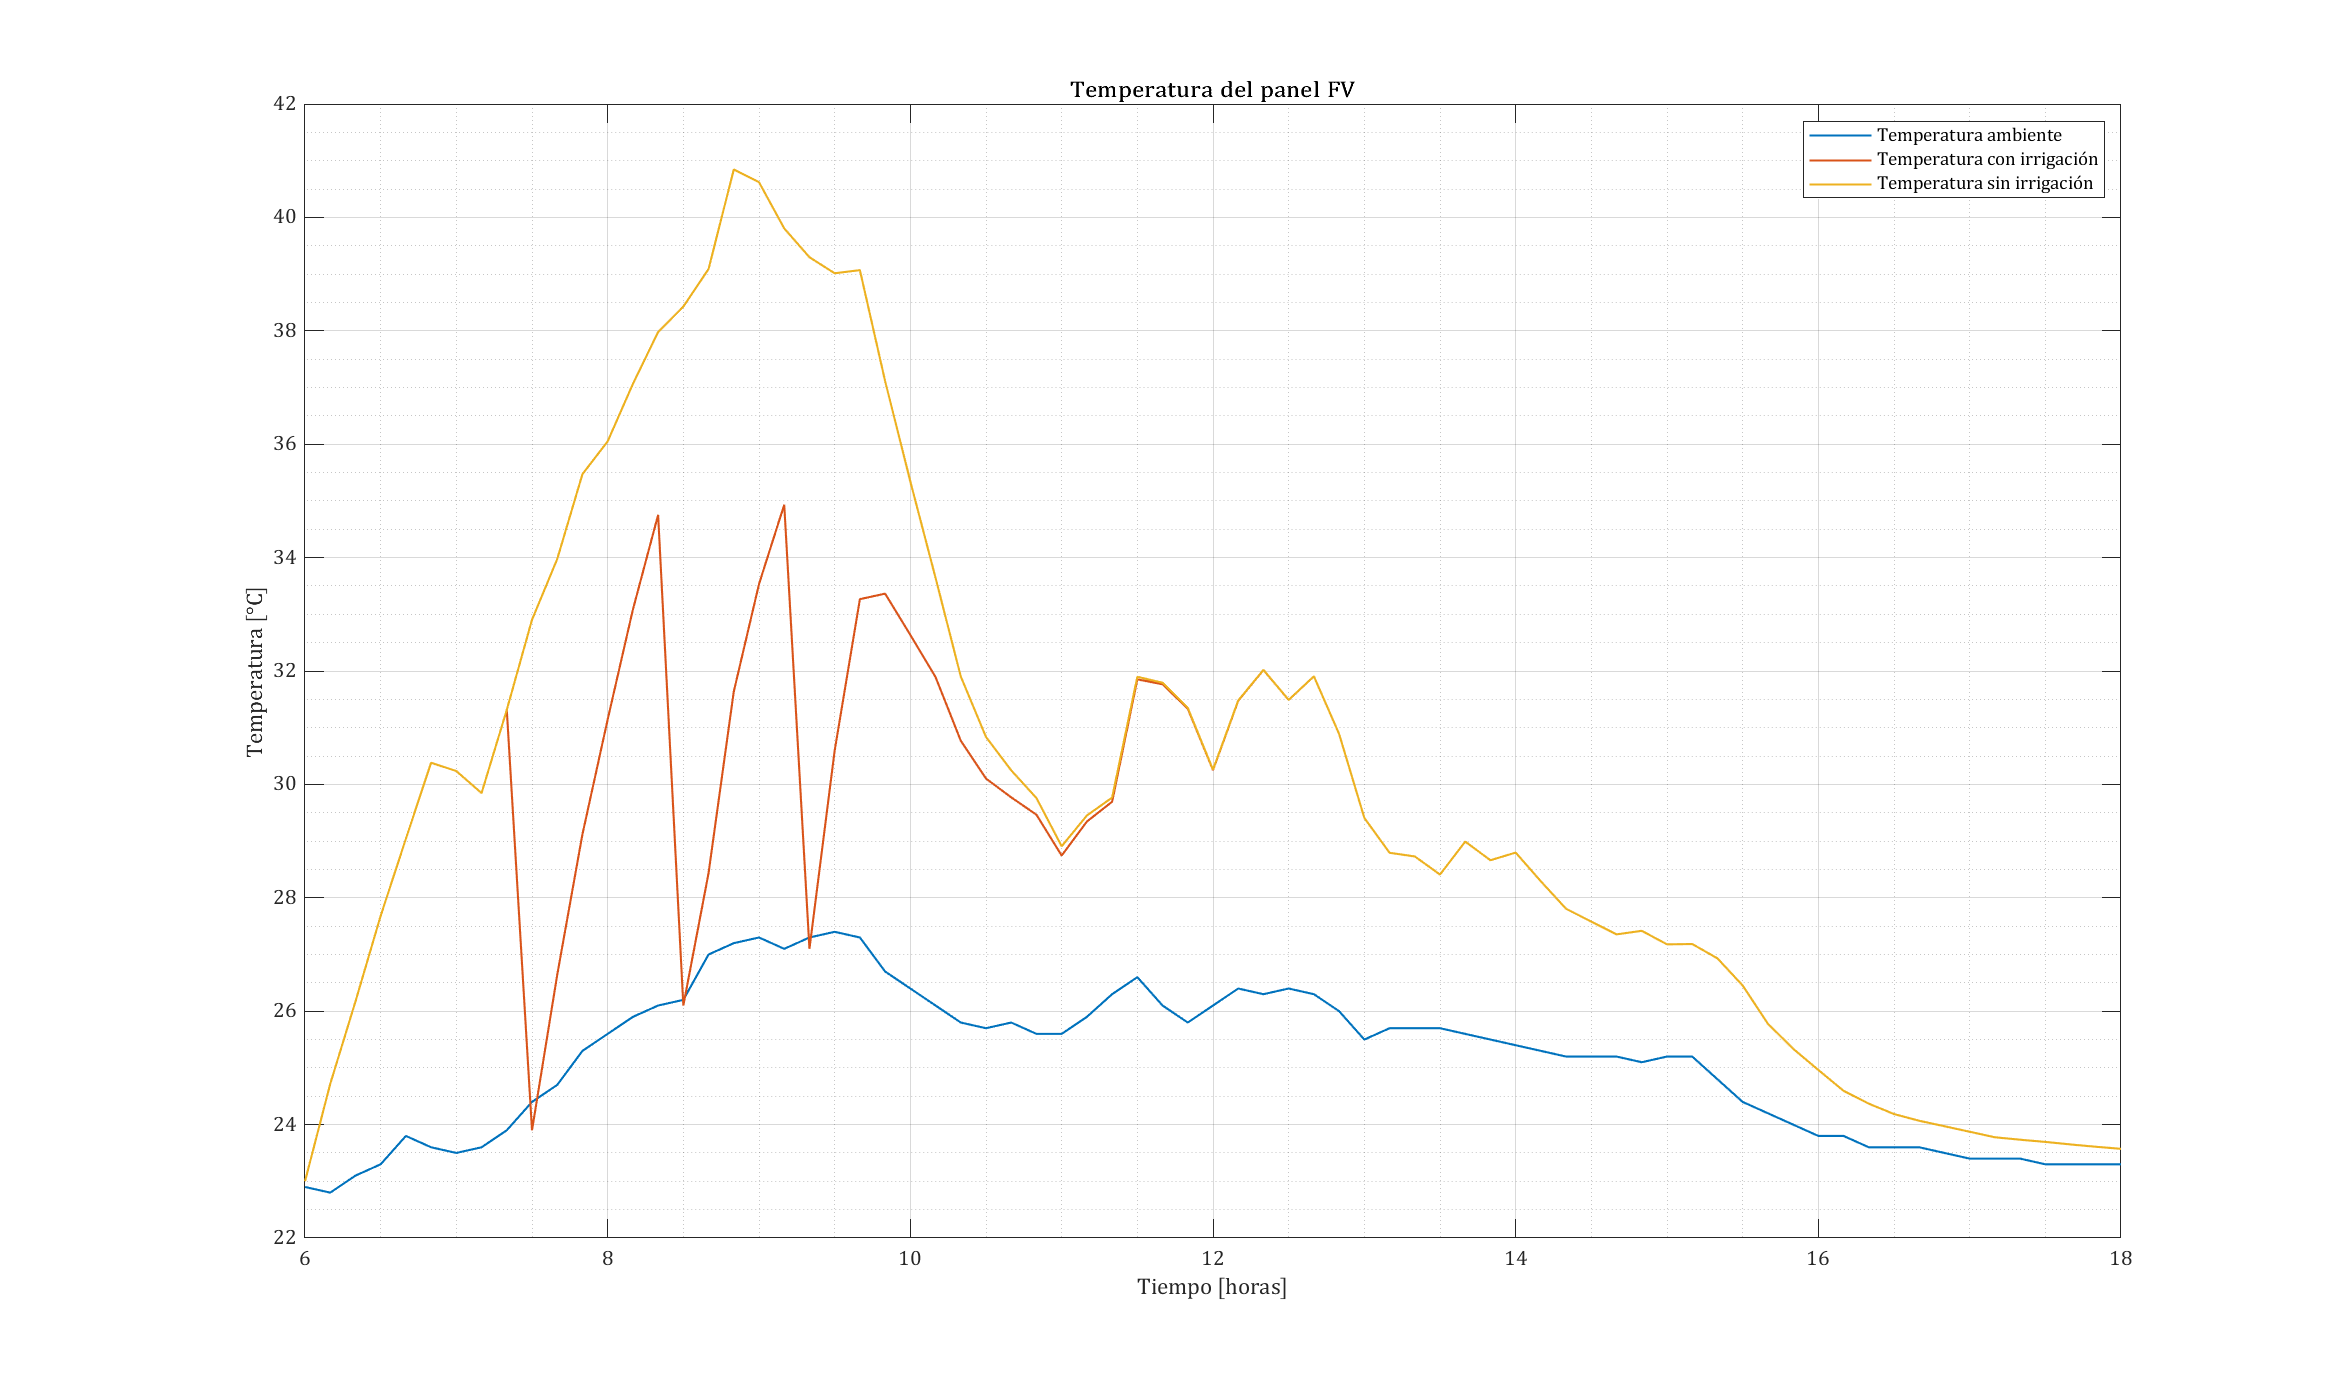 Temperatura del panel FV
Temperatura ambiente
Temperatura con irrigación
Temperatura sin irrigación
Temperatura [°C]
42
40
38
36
34
32
30
28
26
24
22
6 8 10 12 14 16 18
Tiempo [horas]